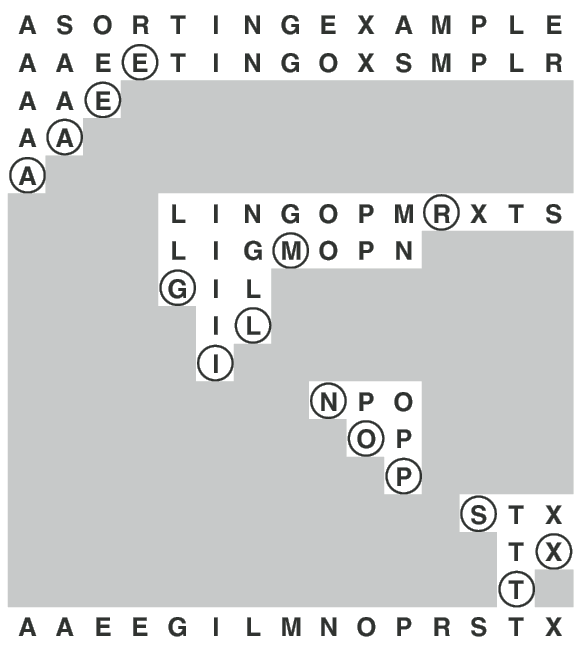 A S O R T I N G E X A M P L E
A A E E T I N G O X S M P L R
A A E
A A
A
L I N G O P M R X T S
L I G M O P N
G I L
I L
I
N P O
O P
P
S T X
T X
T
A A E E G I L M N O P R S T X